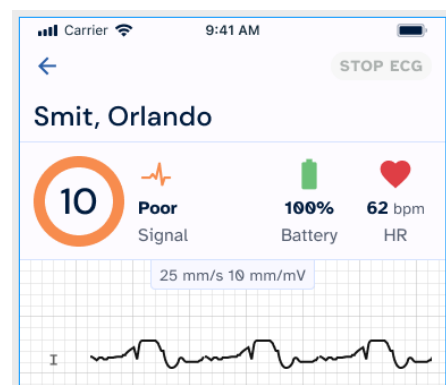 Carrier 9:41 AM
STOP ECG
Smit, Orlando
10 Poor 100% 62 bpm
Signal Battery HR
25 mm/s 10 mm/mV
I